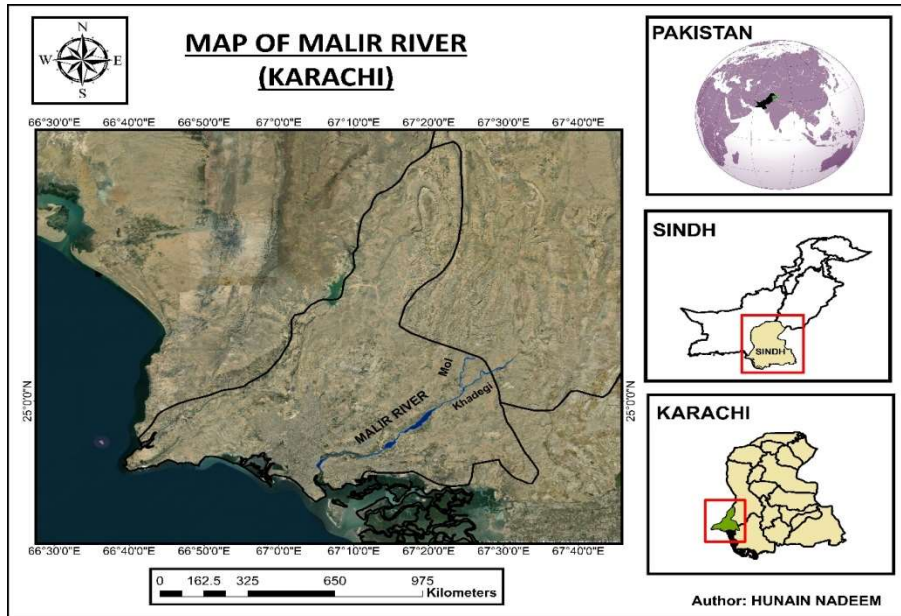 MAP OF MALIR RIVER
(KARACHI)
N
W E
S
66°30'0"E 66°40'0"E 66°50'0"E 67°0'0"E 67°10'0"E 67°20'0"E 67°30'0"E 67°40'0"E
25°0'0"N
25°0'0"N
Mol
Khadegi
MALIR RIVER
66°30'0"E 66°40'0"E 66°50'0"E 67°0'0"E 67°10'0"E 67°20'0"E 67°30'0"E 67°40'0"E
0 162.5 325 650 975
Kilometers
PAKISTAN
SINDH
SINDH
KARACHI
Author: HUNAIN NADEEM